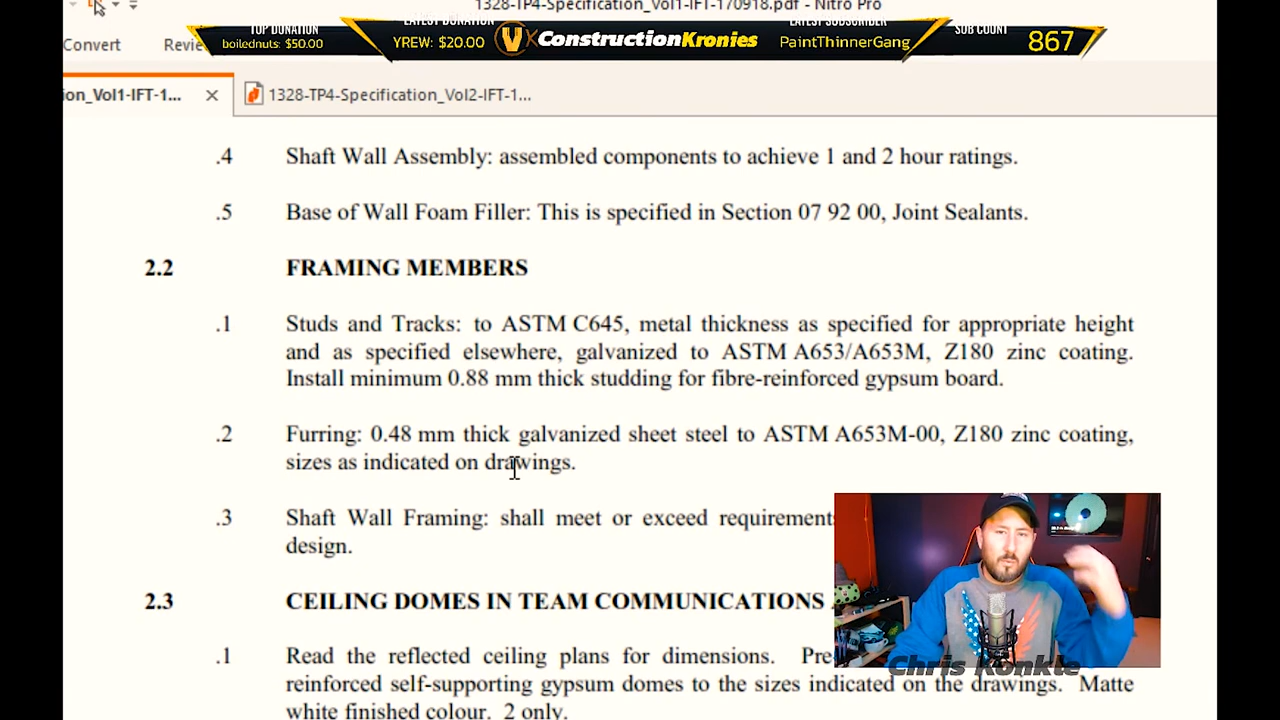 1328-TP4-Specification_Vol1-IFT-170918.pdf - Nitro Pro
Convert
TOP DONATION
boilednuts: $50.00
LATEST DONATION
YREW: $20.00
ConstructionKronies
LATEST SUBSCRIBER
PaintThinnerGang
SUB COUNT
867
ion_Vol1-IFT-1...
1328-TP4-Specification_Vol2-IFT-1...
.4 Shaft Wall Assembly: assembled components to achieve 1 and 2 hour ratings.
.5 Base of Wall Foam Filler: This is specified in Section 07 92 00, Joint Sealants.
2.2 FRAMING MEMBERS
.1 Studs and Tracks: to ASTM C645, metal thickness as specified for appropriate height
and as specified elsewhere, galvanized to ASTM A653/A653M, Z180 zinc coating.
Install minimum 0.88 mm thick studding for fibre-reinforced gypsum board.
.2 Furring: 0.48 mm thick galvanized sheet steel to ASTM A653M-00, Z180 zinc coating,
sizes as indicated on drawings.
.3 Shaft Wall Framing: shall meet or exceed requirements
design.
2.3 CEILING DOMES IN TEAM COMMUNICATIONS
.1 Read the reflected ceiling plans for dimensions. Pre
reinforced self-supporting gypsum domes to the sizes indicated on the drawings. Matte
white finished colour. 2 only.
Chris Konkle